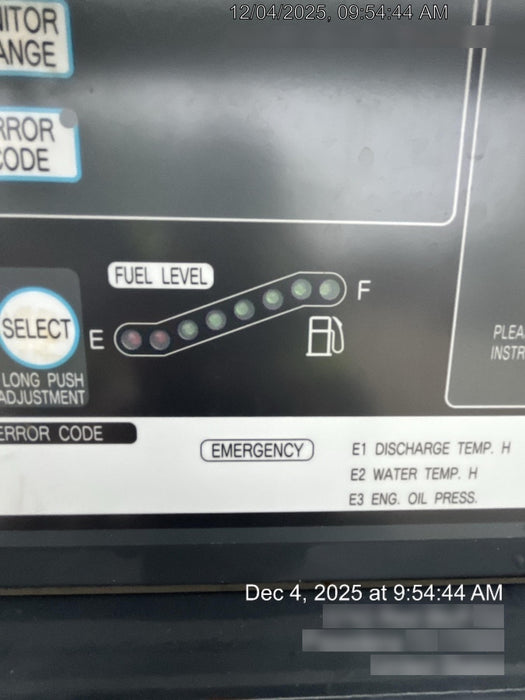 12/04/2025, 09:54:44 AM
NITOR
ANGE
RROR
CODE
FUEL LEVEL
F
SELECT
E
LONG PUSH
ADJUSTMENT
PLEA
INSTR
ERROR CODE
EMERGENCY
E1 DISCHARGE TEMP. H
E2 WATER TEMP. H
E3 ENG. OIL PRESS.
Dec 4, 2025 at 9:54:44 AM